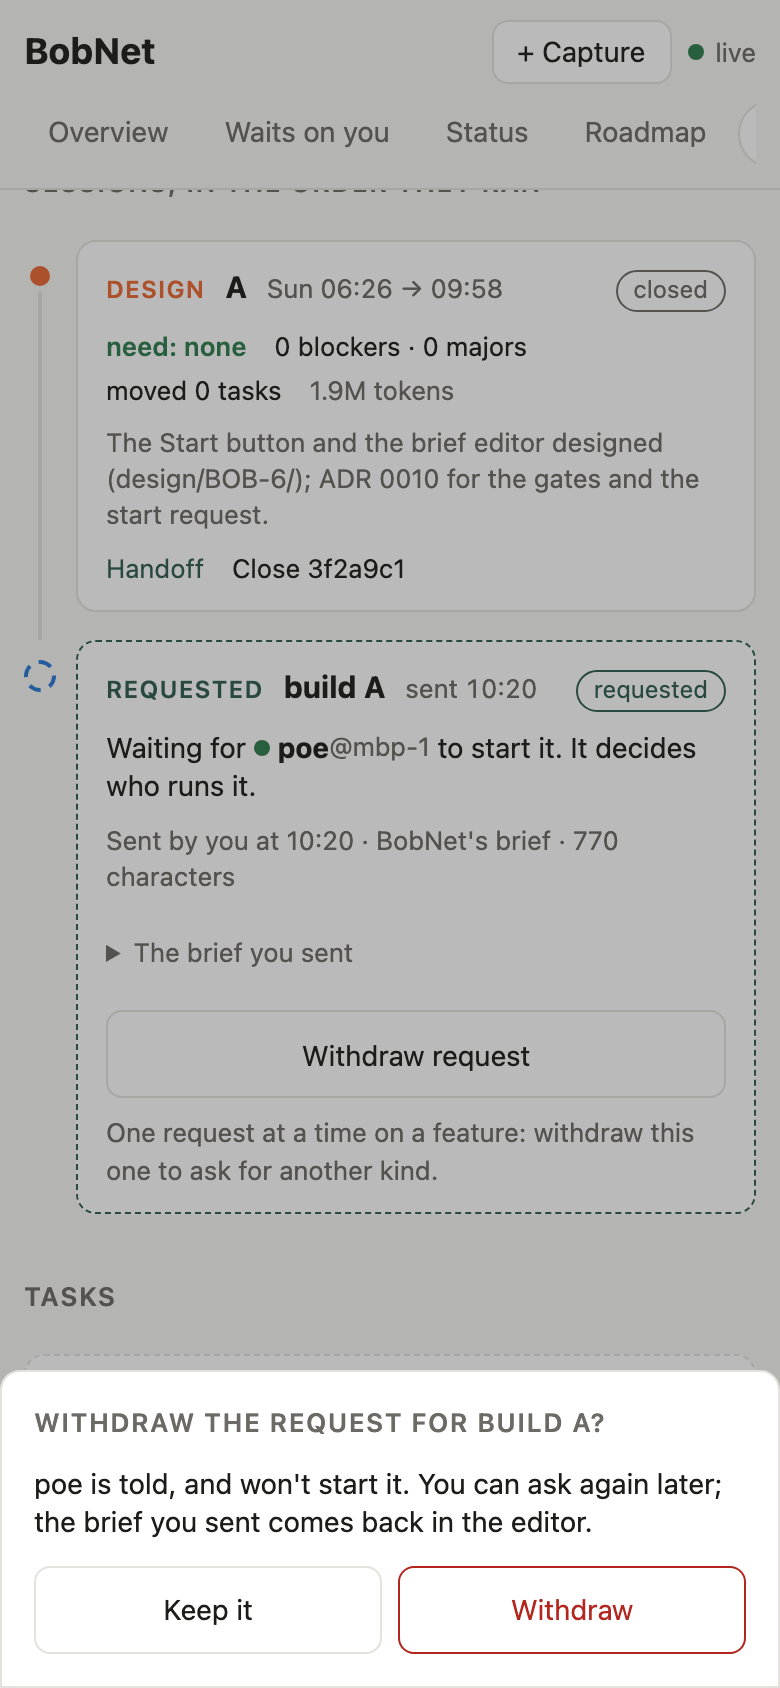 BobNet
+ Capture
live
Overview
Waits on you
Status
Roadmap
SESSIONS, IN THE ORDER THEY RAN
DESIGN A Sun 06:26 → 09:58
closed
need: none 0 blockers · 0 majors
moved 0 tasks 1.9M tokens
The Start button and the brief editor designed
(design/BOB-6/); ADR 0010 for the gates and the
start request.
Handoff Close 3f2a9c1
REQUESTED build A sent 10:20
requested
Waiting for poe@mbp-1 to start it. It decides
who runs it.
Sent by you at 10:20 · BobNet's brief · 770
characters
▶ The brief you sent
Withdraw request
One request at a time on a feature: withdraw this
one to ask for another kind.
TASKS
WITHDRAW THE REQUEST FOR BUILD A?
poe is told, and won't start it. You can ask again later;
the brief you sent comes back in the editor.
Keep it
Withdraw